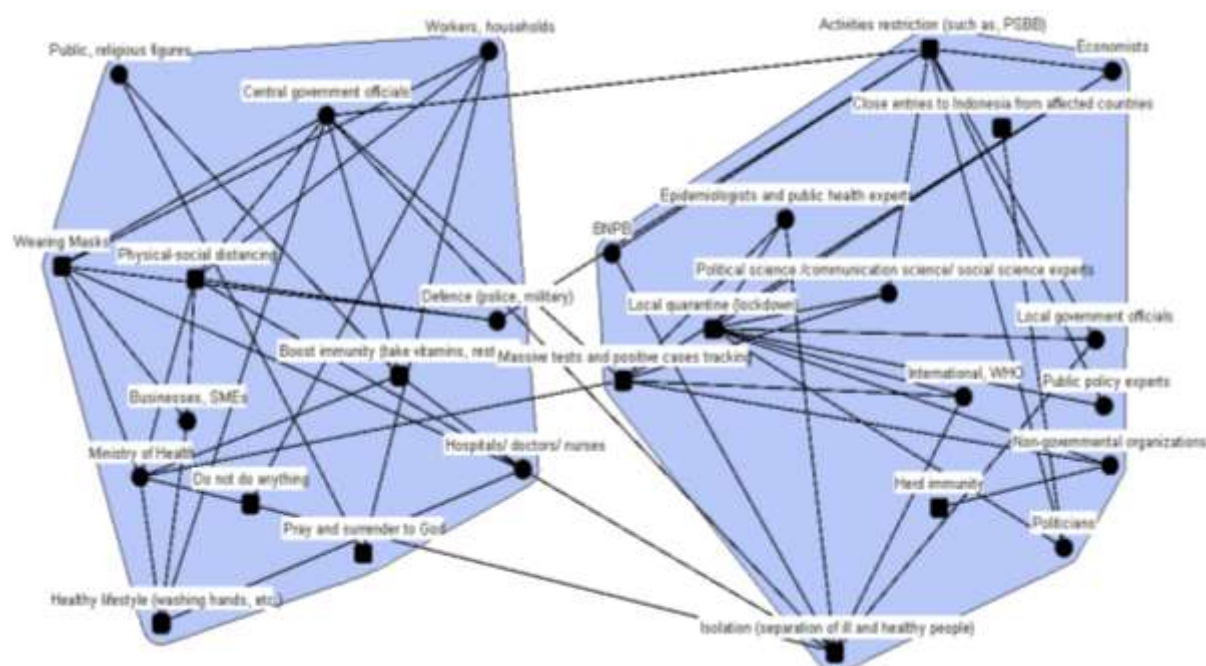 Workers, households
Public, religious figures
Central government officials
Wearing Masks
Physical-social distancing
Defence (police, military)
Boost immunity (take vitamins, rest
Businesses, SMEs
Ministry of Health
Hospitals/ doctors/ nurses
Do not do anything
Pray and surrender to God
Healthy lifestyle (washing hands, etc.)
Activities restriction (such as, PSBB)
Economists
Close entries to Indonesia from affected countries
Epidemiologists and public health experts
BNPB
Political science /communication science/ social science experts
Local quarantine (lockdown)
Local government officials
Massive tests and positive cases tracking
International, WHO
Public policy experts
Non-governmental organizations
Herd immunity
Politicians
Isolation (separation of ill and healthy people)